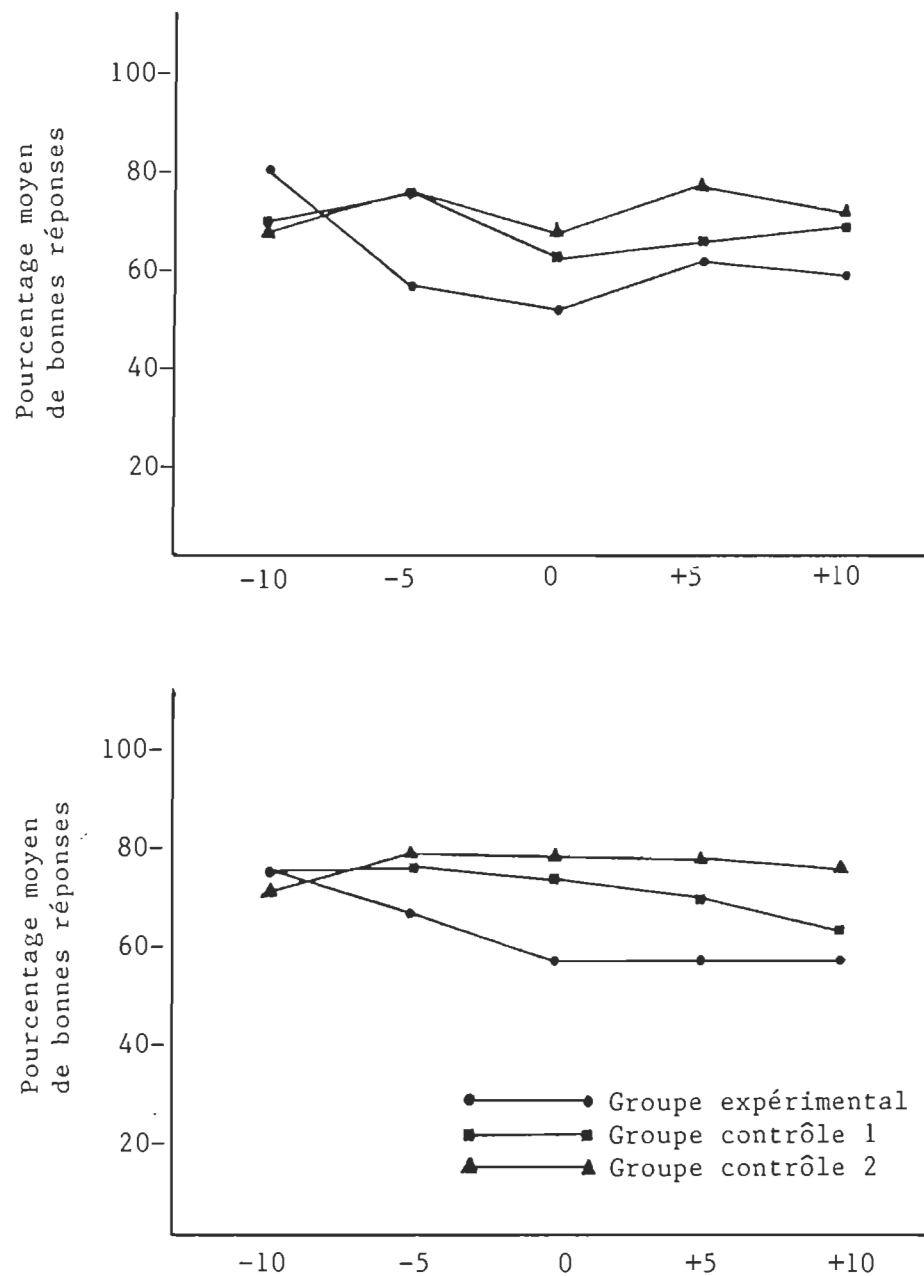 Pourcentage moyen
de bonnes réponses
100-
80-
60-
40-
20-
-10 -5 0 +5 +10
Pourcentage moyen
de bonnes réponses
100-
80-
60-
40-
20-
Groupe expérimental
Groupe contrôle 1
Groupe contrôle 2
-10 -5 0 +5 +10